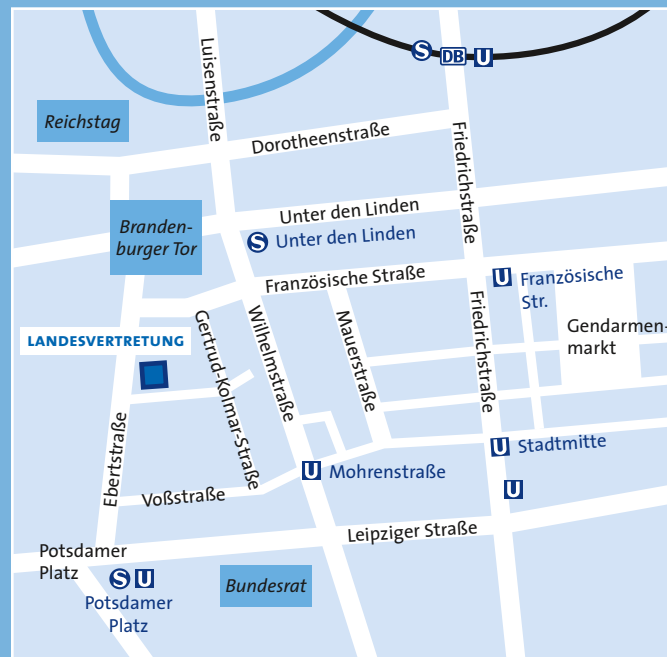 S
DB
U
Luisenstraße
Reichstag
Dorotheenstraße
Friedrichstraße
Unter den Linden
Branden-
burger Tor
S Unter den Linden
Französische Straße
U Französische
Str.
Gendarmen-
markt
LANDESVERTRETUNG
Gertrud-Kolmar-Straße
Wilhelmstraße
Mauerstraße
Friedrichstraße
Ebertstraße
U Stadtmitte
U Mohrenstraße
U
Voßstraße
Leipziger Straße
Potsdamer
Platz
S U
Potsdamer
Platz
Bundesrat